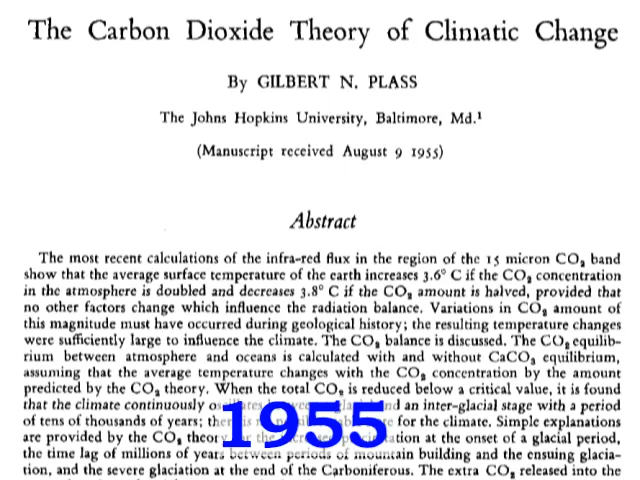 The Carbon Dioxide Theory of Climatic Change
By GILBERT N. PLASS
The Johns Hopkins University, Baltimore, Md.¹
(Manuscript received August 9 1955)
Abstract
The most recent calculations of the infra-red flux in the region of the 15 micron CO₂ band
show that the average surface temperature of the earth increases 3.6° C if the CO₂ concentration
in the atmosphere is doubled and decreases 3.8° C if the CO₂ amount is halved, provided that
no other factors change which influence the radiation balance. Variations in CO₂ amount of
this magnitude must have occurred during geological history; the resulting temperature changes
were sufficiently large to influence the climate. The CO₂ balance is discussed. The CO₂ equilib-
rium between atmosphere and oceans is calculated with and without CaCO₃ equilibrium,
assuming that the average temperature changes with the CO₂ concentration by the amount
predicted by the CO₂ theory. When the total CO₂ is reduced below a critical value, it is found
that the climate continuously and an inter-glacial stage with a period
of tens of thousands of years; for the climate. Simple explanations
are provided by the CO₂ theory at the onset of a glacial period,
the time lag of millions of years between periods of mountain building and the ensuing glacia-
tion, and the severe glaciation at the end of the Carboniferous. The extra CO₂ released into the
1955